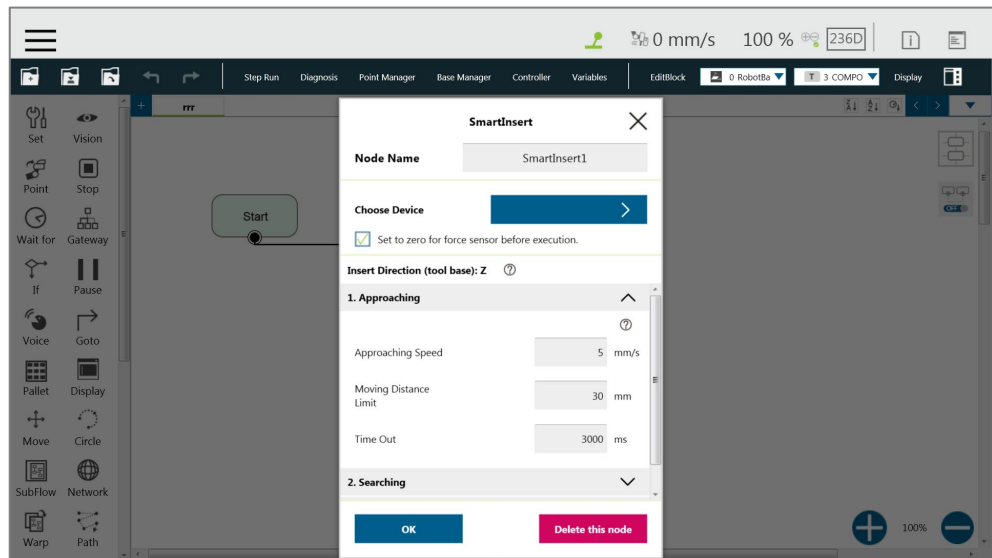 0 mm/s 100 % 236D
Step Run Diagnosis Point Manager Base Manager Controller Variables EditBlock 0 RobotBa T 3 COMPO Display
+ rrr
Set Vision
Point Stop
Wait for Gateway
If Pause
Voice Goto
Pallet Display
Move Circle
SubFlow Network
Warp Path
Start
SmartInsert
Node Name SmartInsert1
Choose Device
Set to zero for force sensor before execution.
Insert Direction (tool base): Z ?
1. Approaching
?
Approaching Speed 5 mm/s
Moving Distance
Limit
30 mm
Time Out 3000 ms
2. Searching
OK Delete this node
OFF
100%